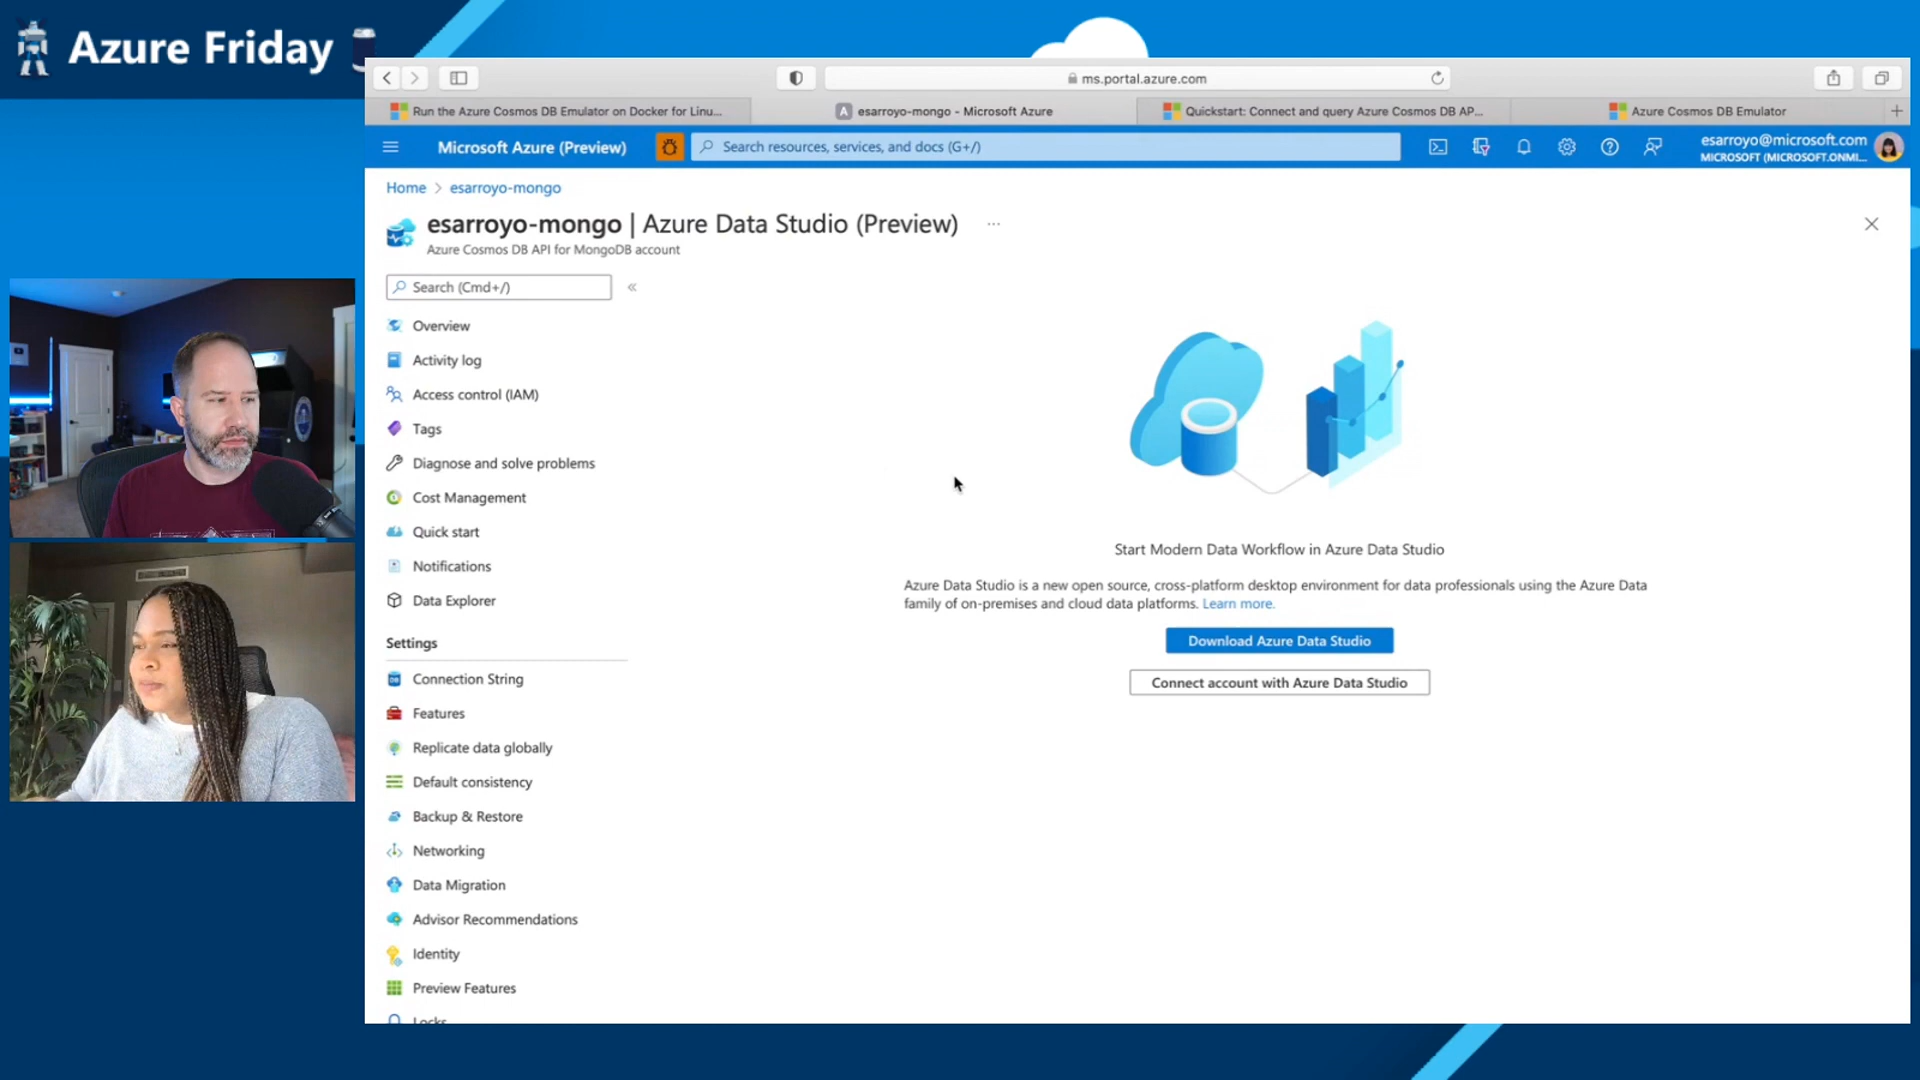 Azure Friday
ms.portal.azure.com
Run the Azure Cosmos DB Emulator on Docker for Linu...
A esarroyo-mongo - Microsoft Azure
Quickstart: Connect and query Azure Cosmos DB AP...
Azure Cosmos DB Emulator
Microsoft Azure (Preview)
Search resources, services, and docs (G+/)
esarroyo@microsoft.com
MICROSOFT (MICROSOFT.ONMI...
Home > esarroyo-mongo
esarroyo-mongo | Azure Data Studio (Preview) ...
Azure Cosmos DB API for MongoDB account
Search (Cmd+/)
Overview
Activity log
Access control (IAM)
Tags
Diagnose and solve problems
Cost Management
Quick start
Notifications
Data Explorer
Settings
Connection String
Features
Replicate data globally
Default consistency
Backup & Restore
Networking
Data Migration
Advisor Recommendations
Identity
Preview Features
Locks
Start Modern Data Workflow in Azure Data Studio
Azure Data Studio is a new open source, cross-platform desktop environment for data professionals using the Azure Data
family of on-premises and cloud data platforms. Learn more.
Download Azure Data Studio
Connect account with Azure Data Studio